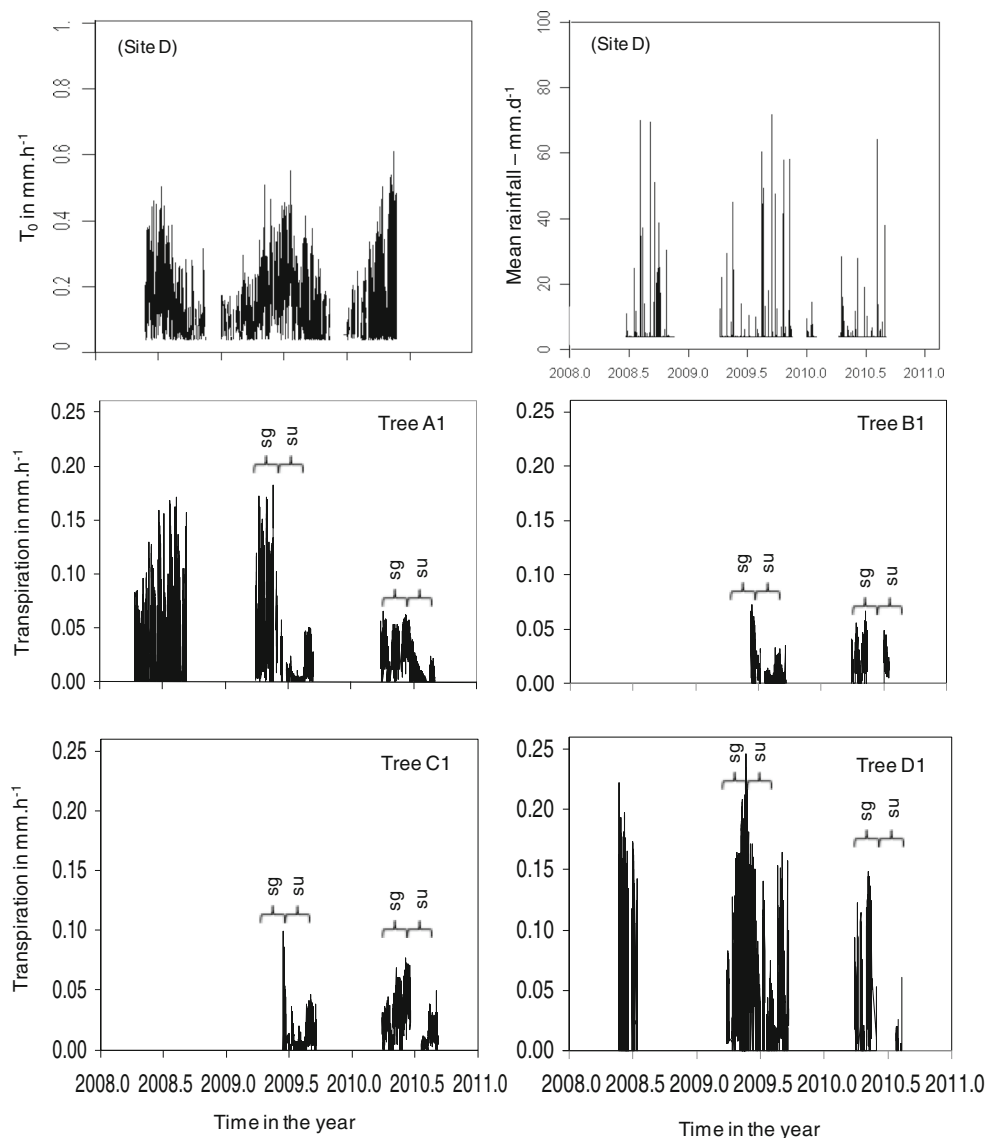 (Site D)
T₀ in mm.h⁻¹
1.
0.8
0.6
0.4
0.2
0
(Site D)
Mean rainfall – mm.d⁻¹
100
80
60
40
20
0
2008.0 2008.5 2009.0 2009.5 2010.0 2010.5 2011.0
Tree A1
sg
su
sg
su
Transpiration in mm.h⁻¹
0.25
0.20
0.15
0.10
0.05
0.00
Tree B1
sg
su
sg
su
0.25
0.20
0.15
0.10
0.05
0.00
Tree C1
sg
su
sg
su
Transpiration in mm.h⁻¹
0.25
0.20
0.15
0.10
0.05
0.00
2008.0 2008.5 2009.0 2009.5 2010.0 2010.5 2011.0
Time in the year
Tree D1
sg
su
sg
su
0.25
0.20
0.15
0.10
0.05
0.00
2008.0 2008.5 2009.0 2009.5 2010.0 2010.5 2011.0
Time in the year